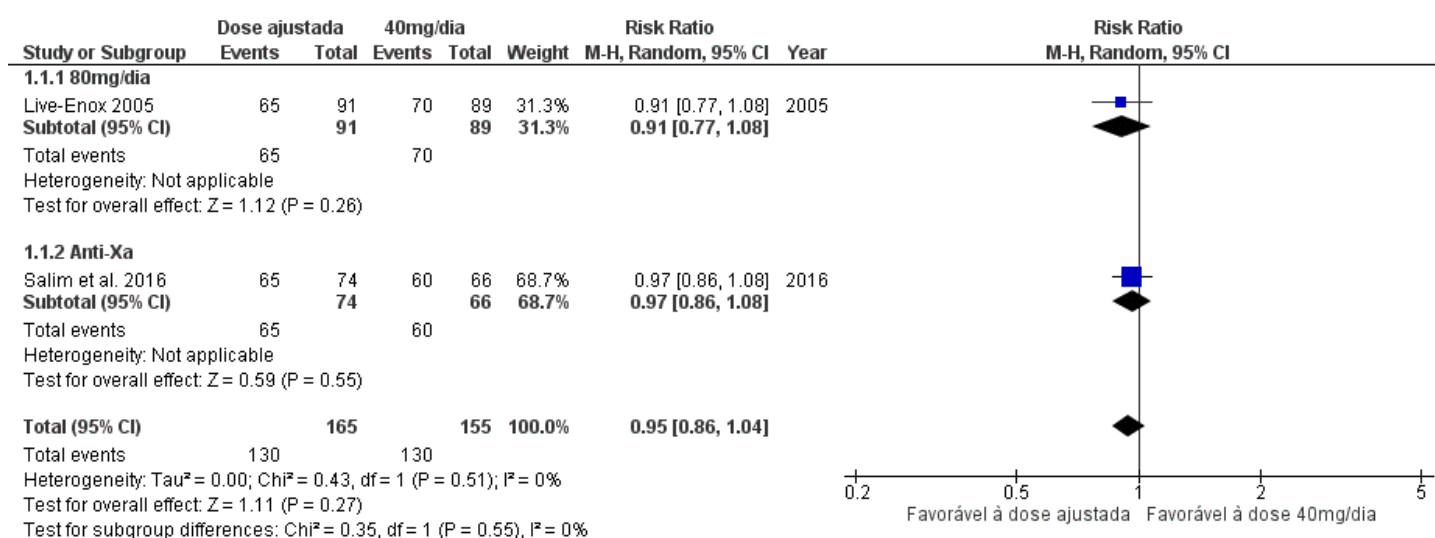 Dose ajustada 40mg/dia Risk Ratio Risk Ratio
Study or Subgroup Events Total Events Total Weight M-H, Random, 95% CI Year M-H, Random, 95% CI
1.1.1 80mg/dia
Live-Enox 2005 65 91 70 89 31.3% 0.91 [0.77, 1.08] 2005
Subtotal (95% CI) 91 89 31.3% 0.91 [0.77, 1.08]
Total events 65 70
Heterogeneity: Not applicable
Test for overall effect: Z = 1.12 (P = 0.26)
1.1.2 Anti-Xa
Salim et al. 2016 65 74 60 66 68.7% 0.97 [0.86, 1.08] 2016
Subtotal (95% CI) 74 66 68.7% 0.97 [0.86, 1.08]
Total events 65 60
Heterogeneity: Not applicable
Test for overall effect: Z = 0.59 (P = 0.55)
Total (95% CI) 165 155 100.0% 0.95 [0.86, 1.04]
Total events 130 130
Heterogeneity: Tau² = 0.00; Chi² = 0.43, df = 1 (P = 0.51); I² = 0%
Test for overall effect: Z = 1.11 (P = 0.27)
Test for subgroup differences: Chi² = 0.35, df = 1 (P = 0.55), I² = 0%
0.2 0.5 1 2 5
Favorável à dose ajustada Favorável à dose 40mg/dia